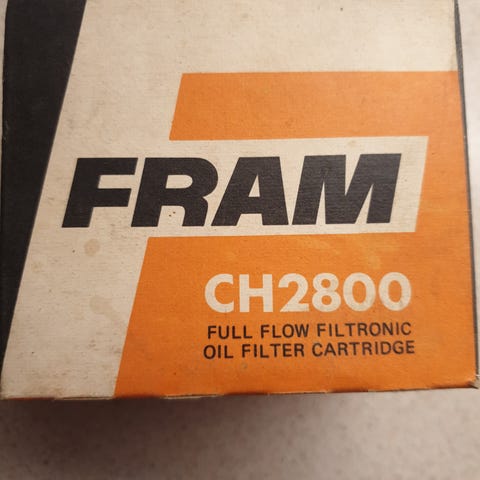 FRAM
CH2800
FULL FLOW FILTRONIC
OIL FILTER CARTRIDGE